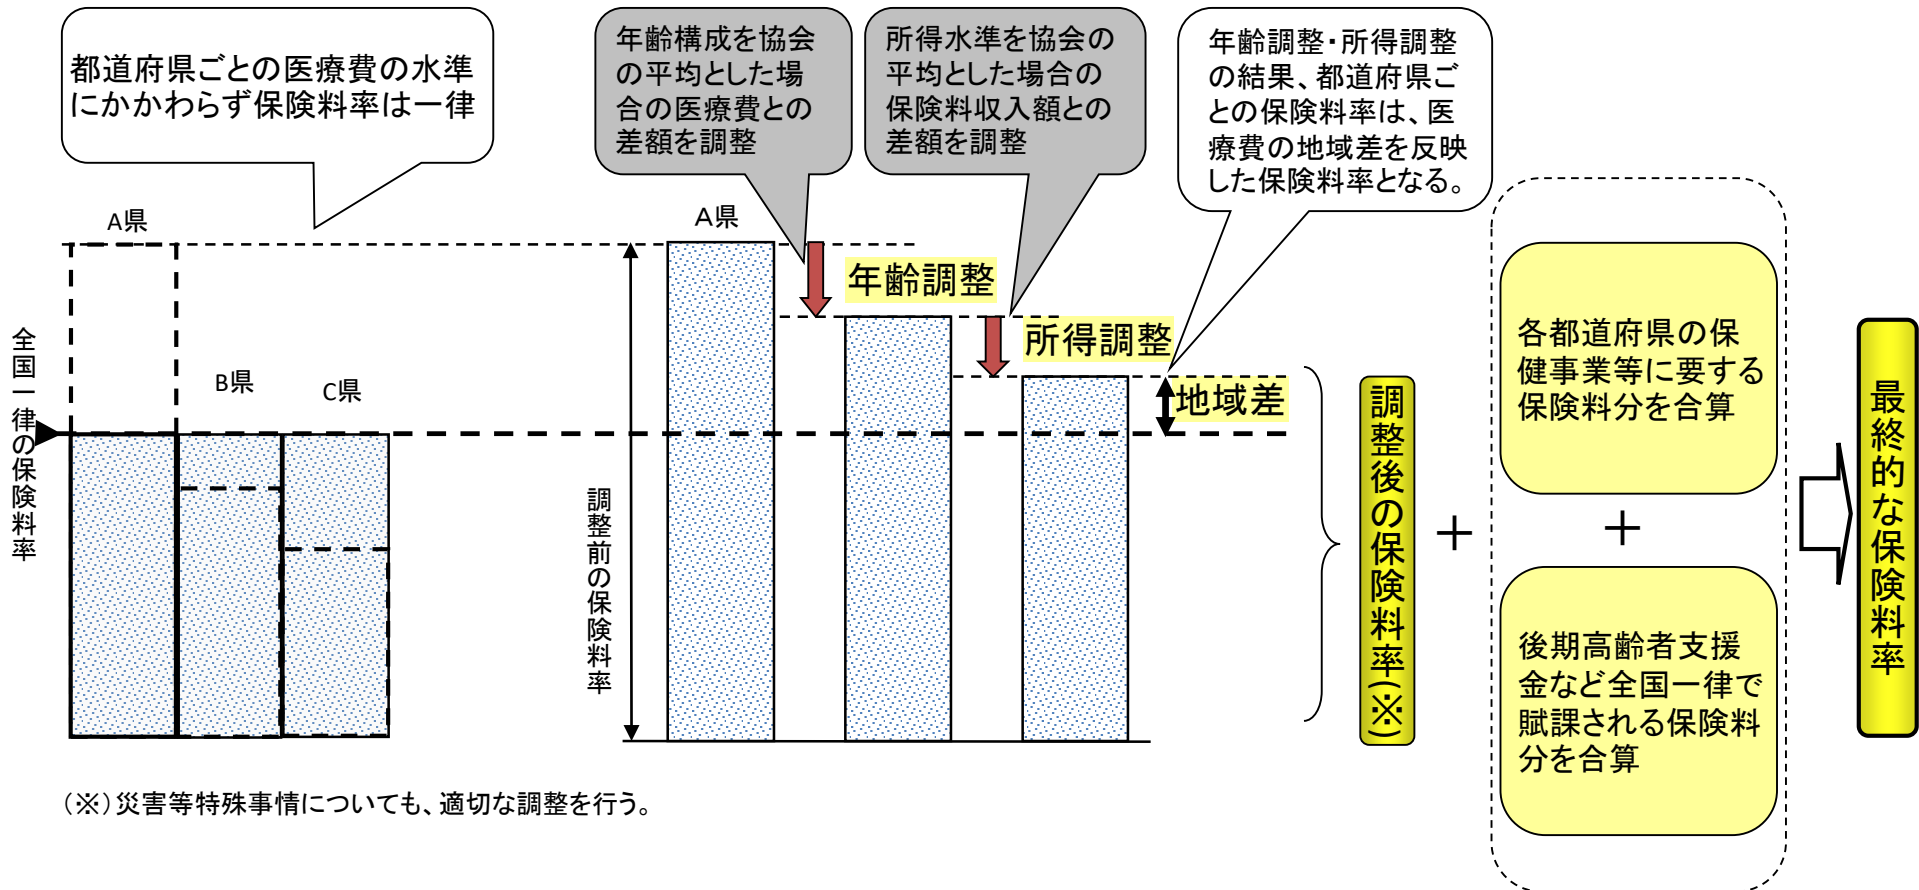 都道府県ごとの医療費の水準
にかかわらず保険料率は一律
年齢構成を協会
の平均とした場
合の医療費との
差額を調整
所得水準を協会の
平均とした場合の
保険料収入額との
差額を調整
年齢調整・所得調整
の結果、都道府県ご
との保険料率は、医
療費の地域差を反映
した保険料率となる。
A県
B県
C県
全国一律の保険料率
A県
年齢調整
所得調整
地域差
調整前の保険料率
調整後の保険料率(※)
+
各都道府県の保
健事業等に要する
保険料分を合算
+
後期高齢者支援
金など全国一律で
賦課される保険料
分を合算
最終的な保険料率
(※)災害等特殊事情についても、適切な調整を行う。